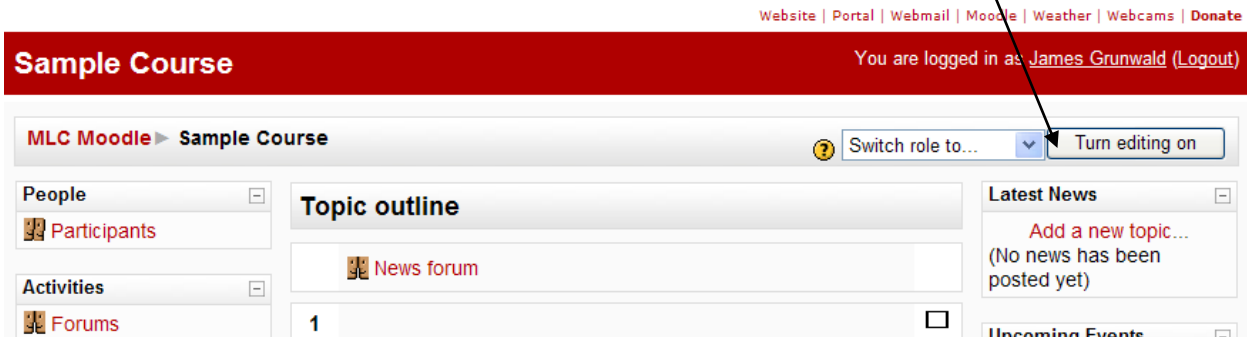 Website | Portal | Webmail | Moodle | Weather | Webcams | Donate
Sample Course
You are logged in as James Grunwald (Logout)
MLC Moodle► Sample Course
Switch role to...
Turn editing on
People
Participants
Activities
Forums
Topic outline
News forum
1
Latest News
Add a new topic...
(No news has been
posted yet)
Upcoming Events